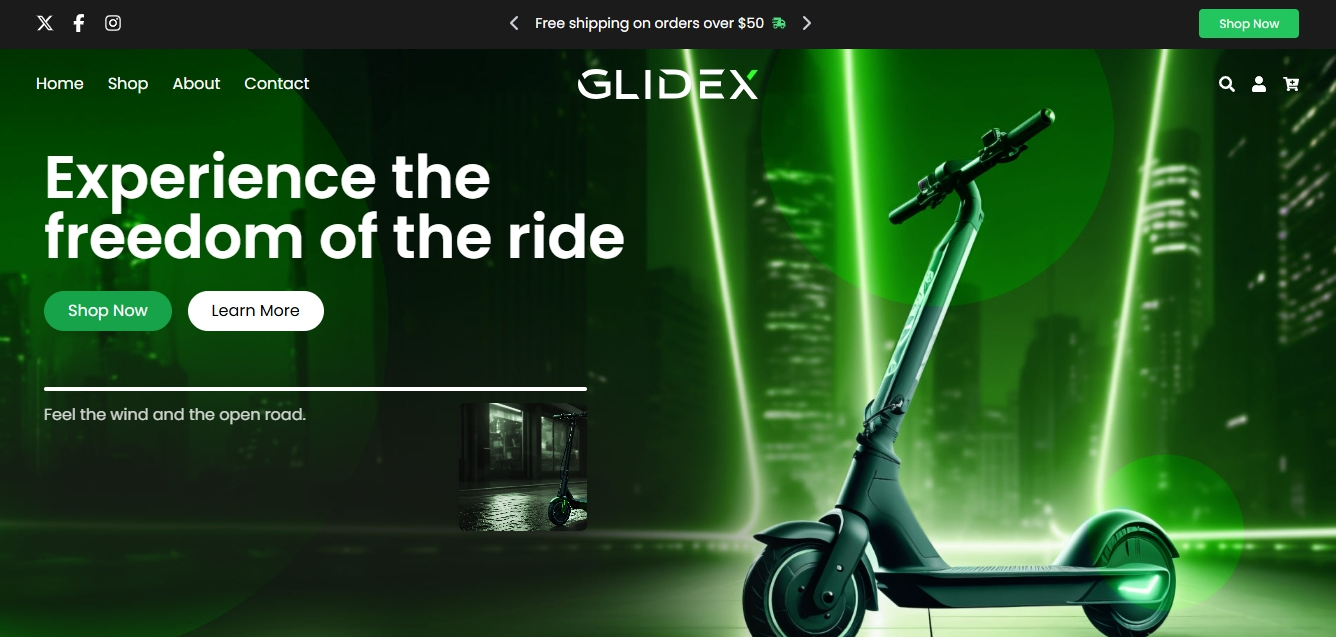 Free shipping on orders over $50
Shop Now
Home Shop About Contact
GLIDEX
Experience the
freedom of the ride
Shop Now
Learn More
Feel the wind and the open road.